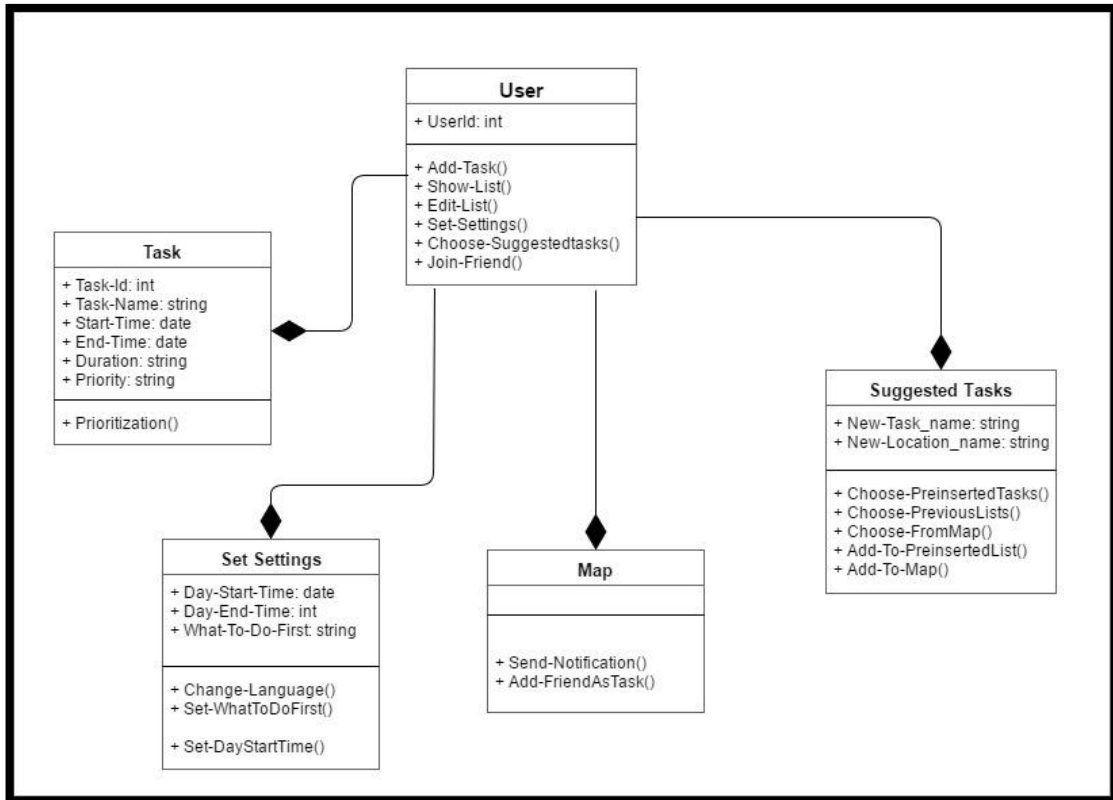 User
+ UserId: int
+ Add-Task()
+ Show-List()
+ Edit-List()
+ Set-Settings()
+ Choose-Suggestedtasks()
+ Join-Friend()
Task
+ Task-Id: int
+ Task-Name: string
+ Start-Time: date
+ End-Time: date
+ Duration: string
+ Priority: string
+ Prioritization()
Suggested Tasks
+ New-Task_name: string
+ New-Location_name: string
+ Choose-PreinsertedTasks()
+ Choose-PreviousLists()
+ Choose-FromMap()
+ Add-To-PreinsertedList()
+ Add-To-Map()
Set Settings
+ Day-Start-Time: date
+ Day-End-Time: int
+ What-To-Do-First: string
+ Change-Language()
+ Set-WhatToDoFirst()
+ Set-DayStartTime()
Map
+ Send-Notification()
+ Add-FriendAsTask()